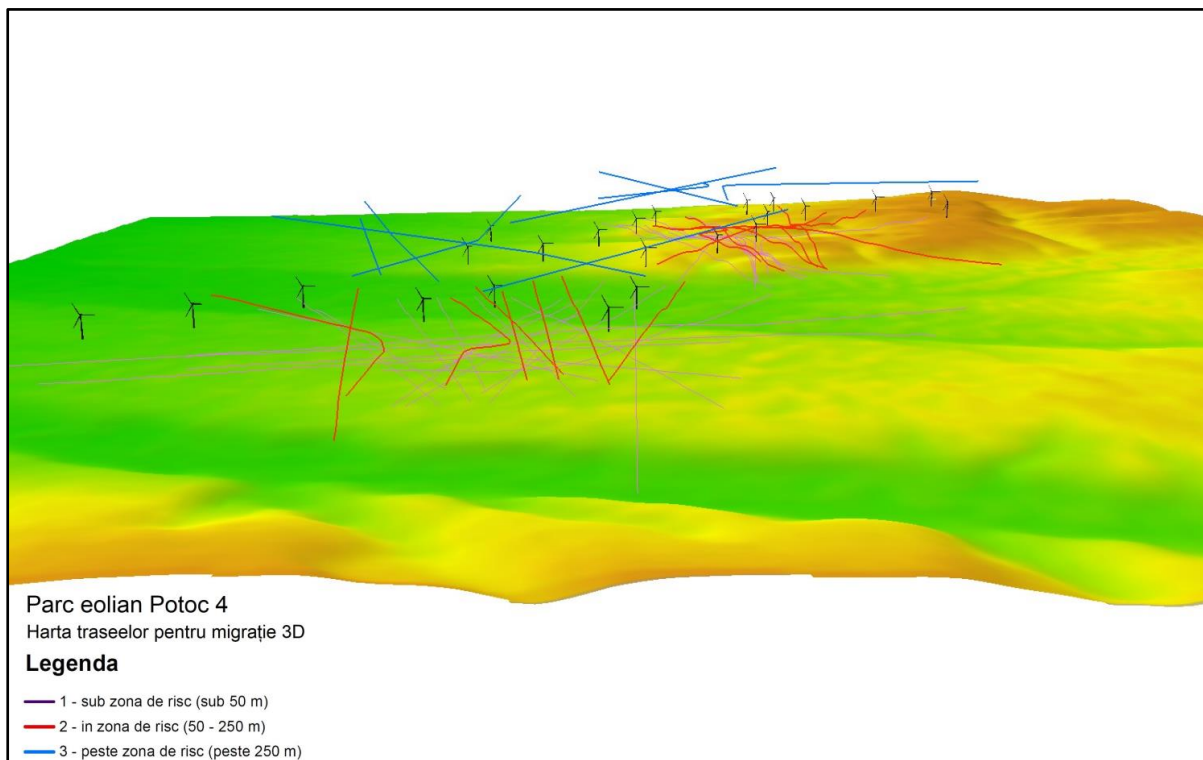 Parc eolian Potoc 4
Harta traseelor pentru migrație 3D
Legenda
1 - sub zona de risc (sub 50 m)
2 - in zona de risc (50 - 250 m)
3 - peste zona de risc (peste 250 m)